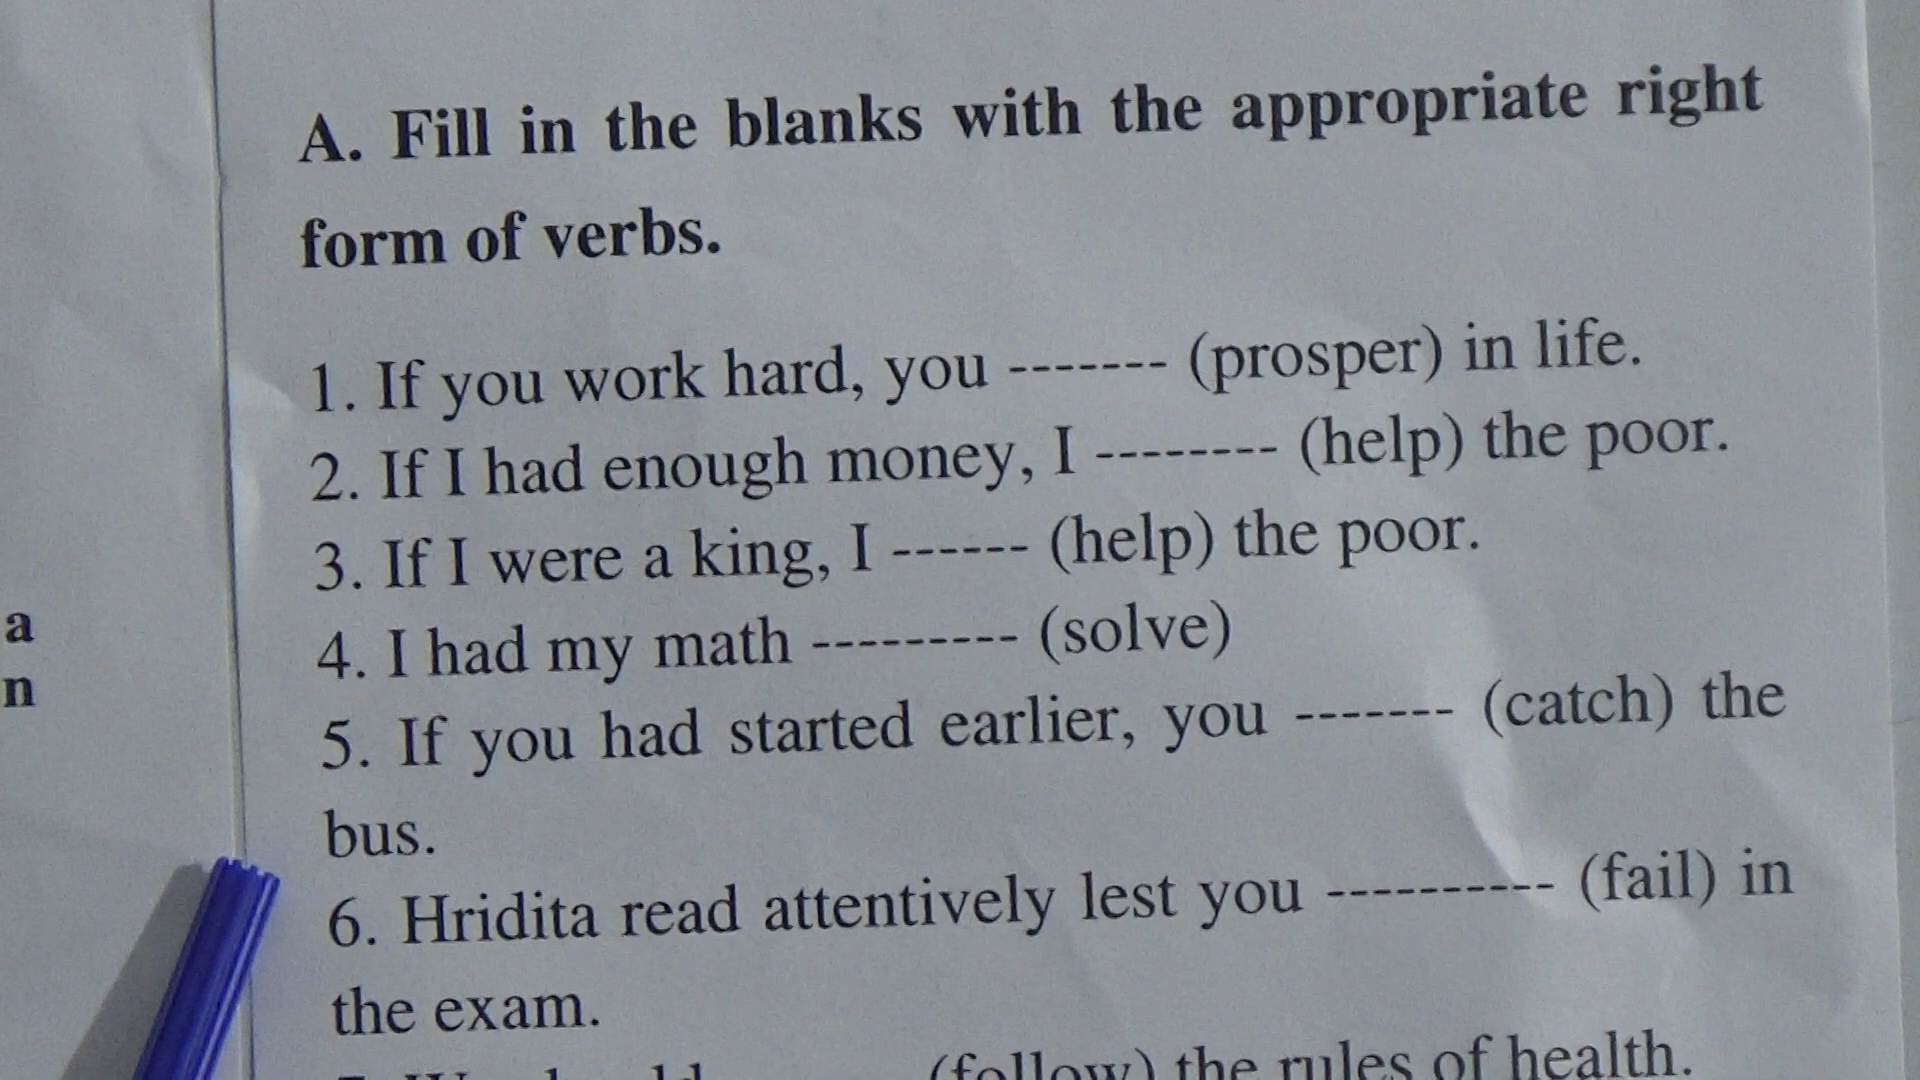 A. Fill in the blanks with the appropriate right
form of verbs.
1. If you work hard, you ------- (prosper) in life.
2. If I had enough money, I -------- (help) the poor.
3. If I were a king, I ------ (help) the poor.
4. I had my math --------- (solve)
5. If you had started earlier, you ------- (catch) the
bus.
6. Hridita read attentively lest you ---------- (fail) in
the exam.
(follow) the rules of health.
a
n